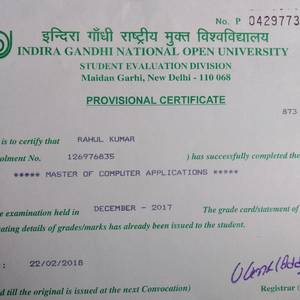 No. P 0429773
इन्दिरा गाँधी राष्ट्रीय मुक्त विश्वविद्यालय
INDIRA GANDHI NATIONAL OPEN UNIVERSITY
STUDENT EVALUATION DIVISION
Maidan Garhi, New Delhi - 110 068
PROVISIONAL CERTIFICATE
873
is to certify that RAHUL KUMAR
olment No. 126976835 ) has successfully completed the
***** MASTER OF COMPUTER APPLICATIONS *****
e examination held in DECEMBER - 2017 The grade card/statement of
ating details of grades/marks has already been issued to the student.
: 22/02/2018
Registrar (
d till the original is issued at the next Convocation)